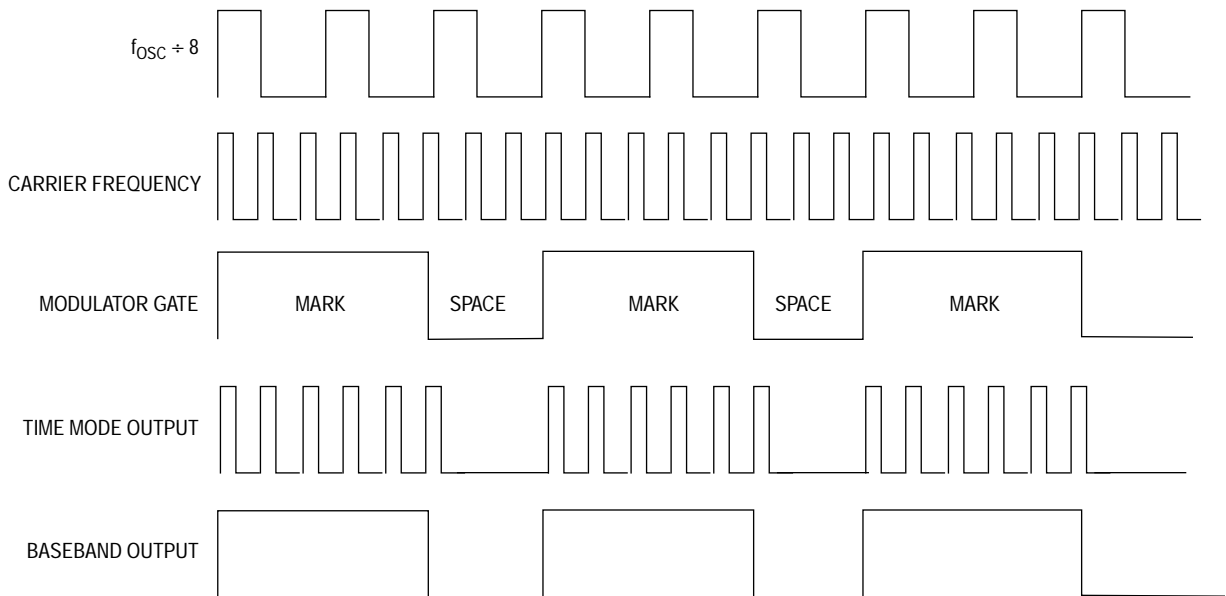 fOSC ÷ 8
CARRIER FREQUENCY
MODULATOR GATE
MARK SPACE MARK SPACE MARK
TIME MODE OUTPUT
BASEBAND OUTPUT